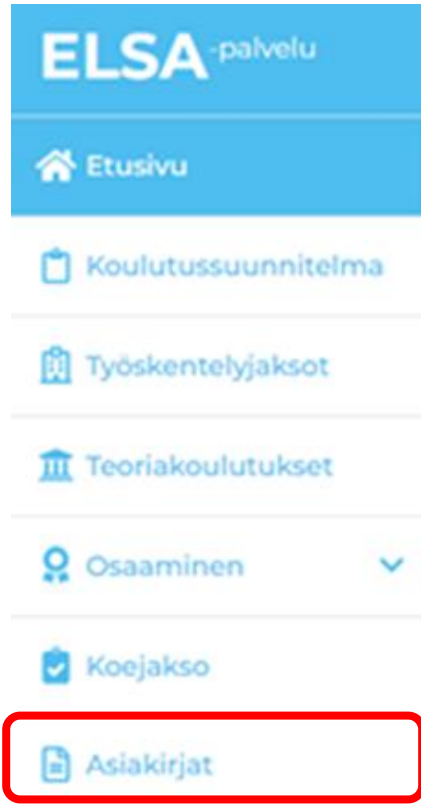 ELSA-palvelu
Etusivu
Koulutussuunnitelma
Työskentelyjaksot
Teoriakoulutukset
Osaaminen
Koejakso
Asiakirjat